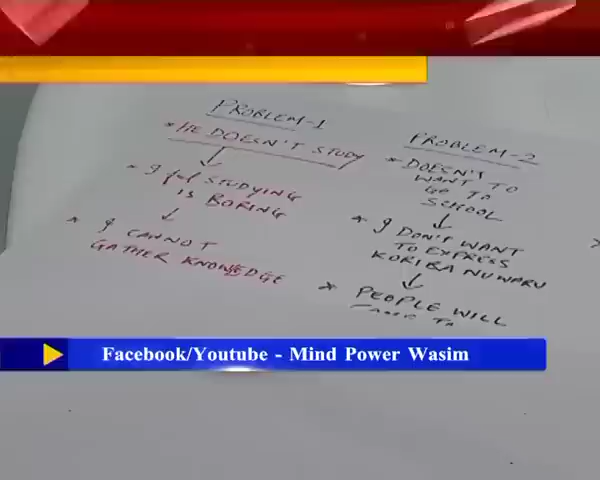 PROBLEM-1
* HE DOESN'T STUDY
* I feel STUDYING
IS BORING
* I CANNOT
GATHER KNOWLEDGE
PROBLEM-2
* DOESN'T TO
WANT TO
GO TO
SCHOOL
* I DON'T WANT
TO EXPRESS
KORIBA NUWARU
* PEOPLE WILL
Facebook/Youtube - Mind Power Wasim